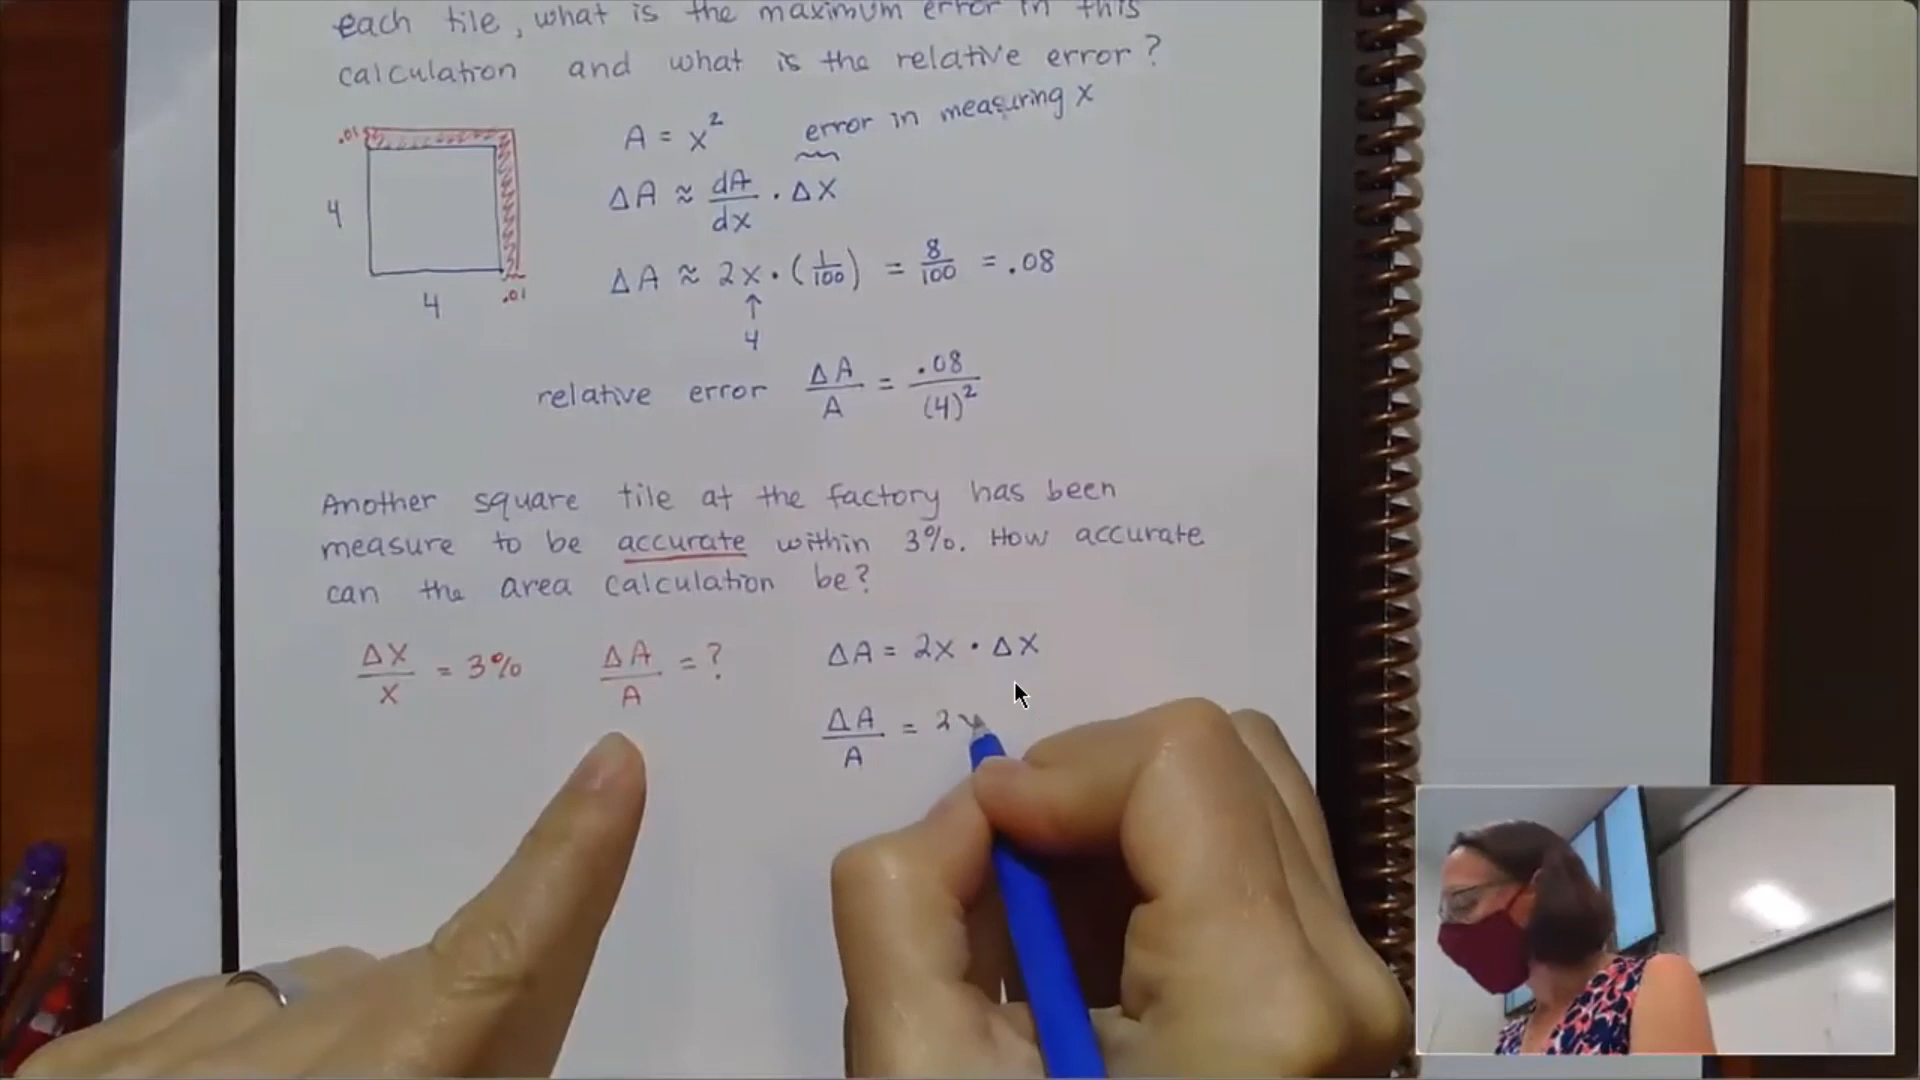 each tile, what is the maximum error in this
calculation and what is the relative error?
.01
4
4
.01
A = x²
error in measuring x
ΔA ≈ dA/dx · Δx
ΔA ≈ 2x · (1/100) = 8/100 = .08
↑
4
relative error ΔA/A = .08/(4)²
Another square tile at the factory has been
measure to be accurate within 3%. How accurate
can the area calculation be?
Δx/x = 3%
ΔA/A = ?
ΔA = 2x · Δx
ΔA/A = 2x